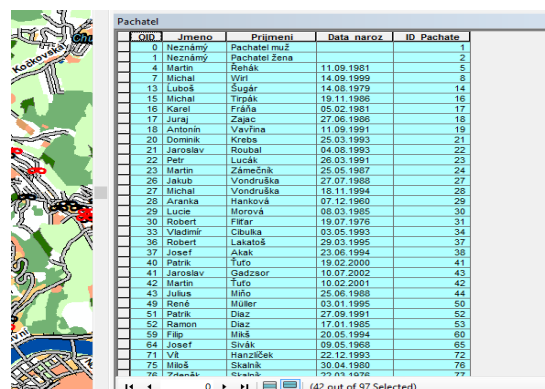 Pachatel
OID Jmeno Prijmeni Data_naroz ID_Pachate
0 Neznámý Pachatel muž 1
1 Neznámý Pachatel žena 2
4 Martin Řehák 11.09.1981 5
7 Michal Wirl 14.09.1999 8
13 Ľuboš Šugár 14.08.1979 14
15 Michal Tirpák 19.11.1986 16
16 Karel Fráňa 05.02.1981 17
17 Juraj Zajac 27.06.1986 18
18 Antonín Vavřina 11.09.1991 19
20 Dominik Krebs 25.03.1993 21
21 Jaroslav Roubal 04.08.1993 22
22 Petr Lucák 26.03.1991 23
23 Martin Zámečník 25.05.1987 24
26 Jakub Vondruška 27.07.1988 27
27 Michal Vondruška 18.11.1994 28
28 Aranka Hanková 07.12.1960 29
29 Lucie Morová 08.03.1985 30
30 Robert Fliťar 19.07.1976 31
33 Vladimír Cibulka 03.05.1993 34
36 Robert Lakatoš 29.03.1995 37
37 Josef Akak 23.06.1994 38
40 Patrik Ťuťo 19.02.2000 41
41 Jaroslav Gadzsor 10.07.2002 43
42 Martin Ťuťo 10.02.2001 42
43 Julius Miňo 25.06.1988 44
49 René Müller 03.01.1995 50
51 Patrik Diaz 27.09.1991 52
52 Ramon Diaz 17.01.1985 53
59 Filip Mikš 20.05.1994 60
64 Josef Sivák 09.05.1968 65
71 Vít Hanzlíček 22.12.1993 72
75 Miloš Skalník 30.04.1980 76
76 Zdeněk Skalník 23.03.1976 77
0 (42 out of 97 Selected)
Kočkovská